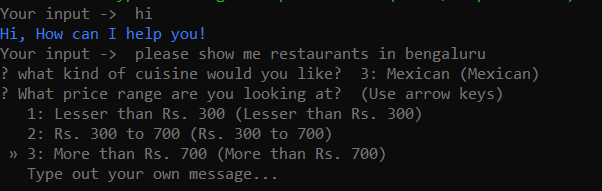 Your input ->  hi
Hi, How can I help you!
Your input ->  please show me restaurants in bengaluru
? what kind of cuisine would you like?  3: Mexican (Mexican)
? What price range are you looking at?  (Use arrow keys)
   1: Lesser than Rs. 300 (Lesser than Rs. 300)
   2: Rs. 300 to 700 (Rs. 300 to 700)
 » 3: More than Rs. 700 (More than Rs. 700)
   Type out your own message...